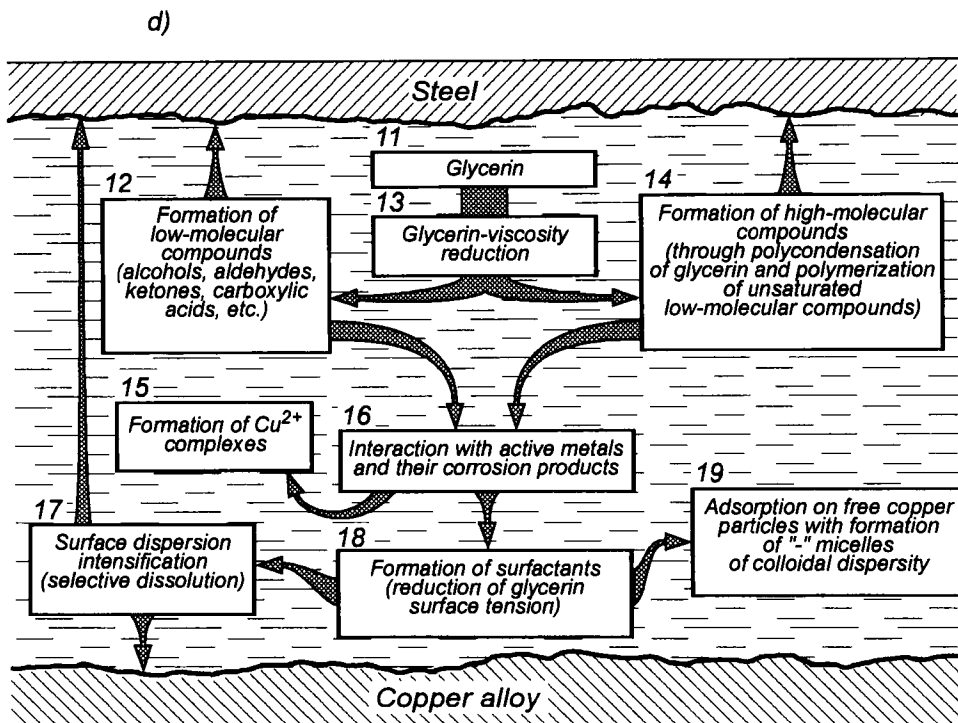 d)
Steel
11
Glycerin
12
Formation of
low-molecular
compounds
(alcohols, aldehydes,
ketones, carboxylic
acids, etc.)
13
Glycerin-viscosity
reduction
14
Formation of high-molecular
compounds
(through polycondensation
of glycerin and polymerization
of unsaturated
low-molecular compounds)
15
Formation of Cu²⁺
complexes
16
Interaction with active metals
and their corrosion products
17
Surface dispersion
intensification
(selective dissolution)
18
Formation of surfactants
(reduction of glycerin
surface tension)
19
Adsorption on free copper
particles with formation
of "-" micelles
of colloidal dispersity
Copper alloy